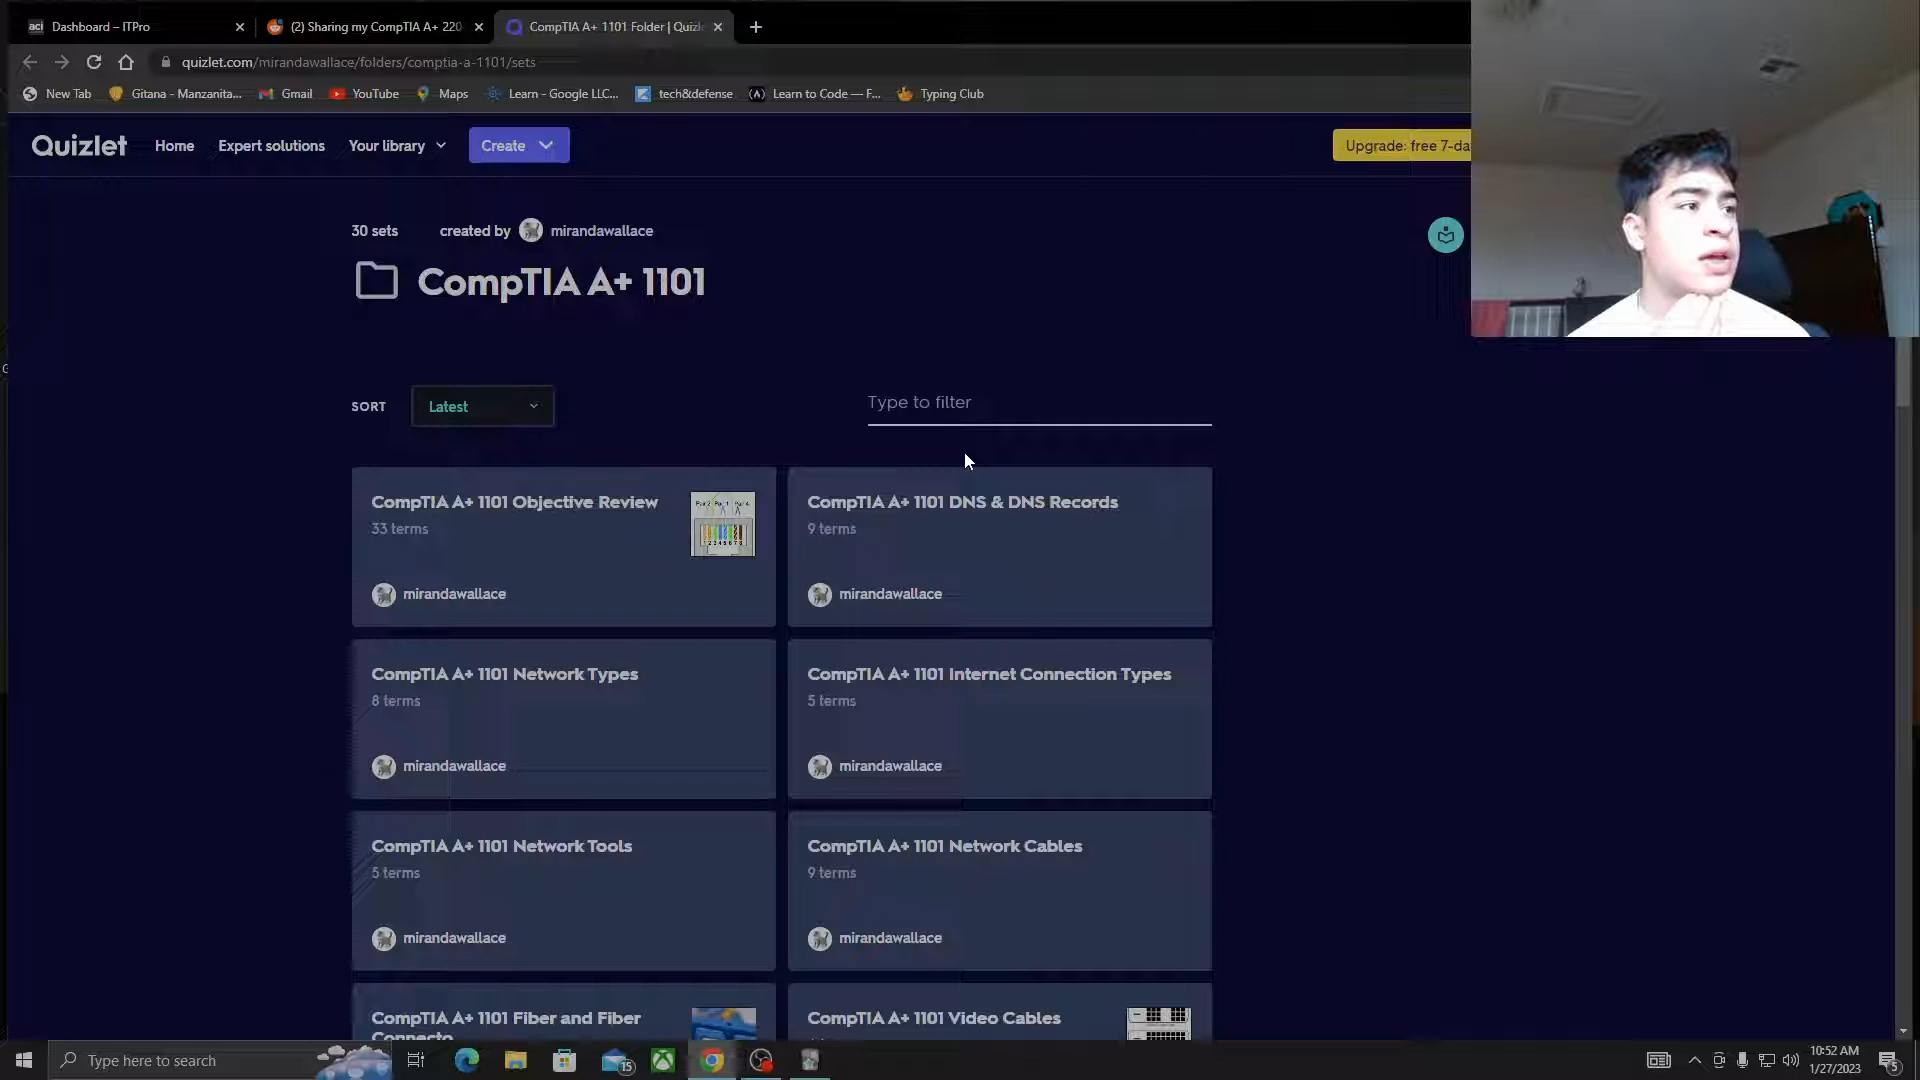 Dashboard – ITPro
(2) Sharing my CompTIA A+ 220
CompTIA A+ 1101 Folder | Quizl
quizlet.com/mirandawallace/folders/comptia-a-1101/sets
New Tab
Gitana - Manzanita...
Gmail
YouTube
Maps
Learn - Google LLC...
tech&defense
Learn to Code — F...
Typing Club
Quizlet
Home
Expert solutions
Your library
Create
Upgrade: free 7-da
30 sets
created by mirandawallace
CompTIA A+ 1101
SORT
Latest
Type to filter
CompTIA A+ 1101 Objective Review
33 terms
mirandawallace
CompTIA A+ 1101 DNS & DNS Records
9 terms
mirandawallace
CompTIA A+ 1101 Network Types
8 terms
mirandawallace
CompTIA A+ 1101 Internet Connection Types
5 terms
mirandawallace
CompTIA A+ 1101 Network Tools
5 terms
mirandawallace
CompTIA A+ 1101 Network Cables
9 terms
mirandawallace
CompTIA A+ 1101 Fiber and Fiber
Connecto
CompTIA A+ 1101 Video Cables
Type here to search
15
10:52 AM
1/27/2023
5